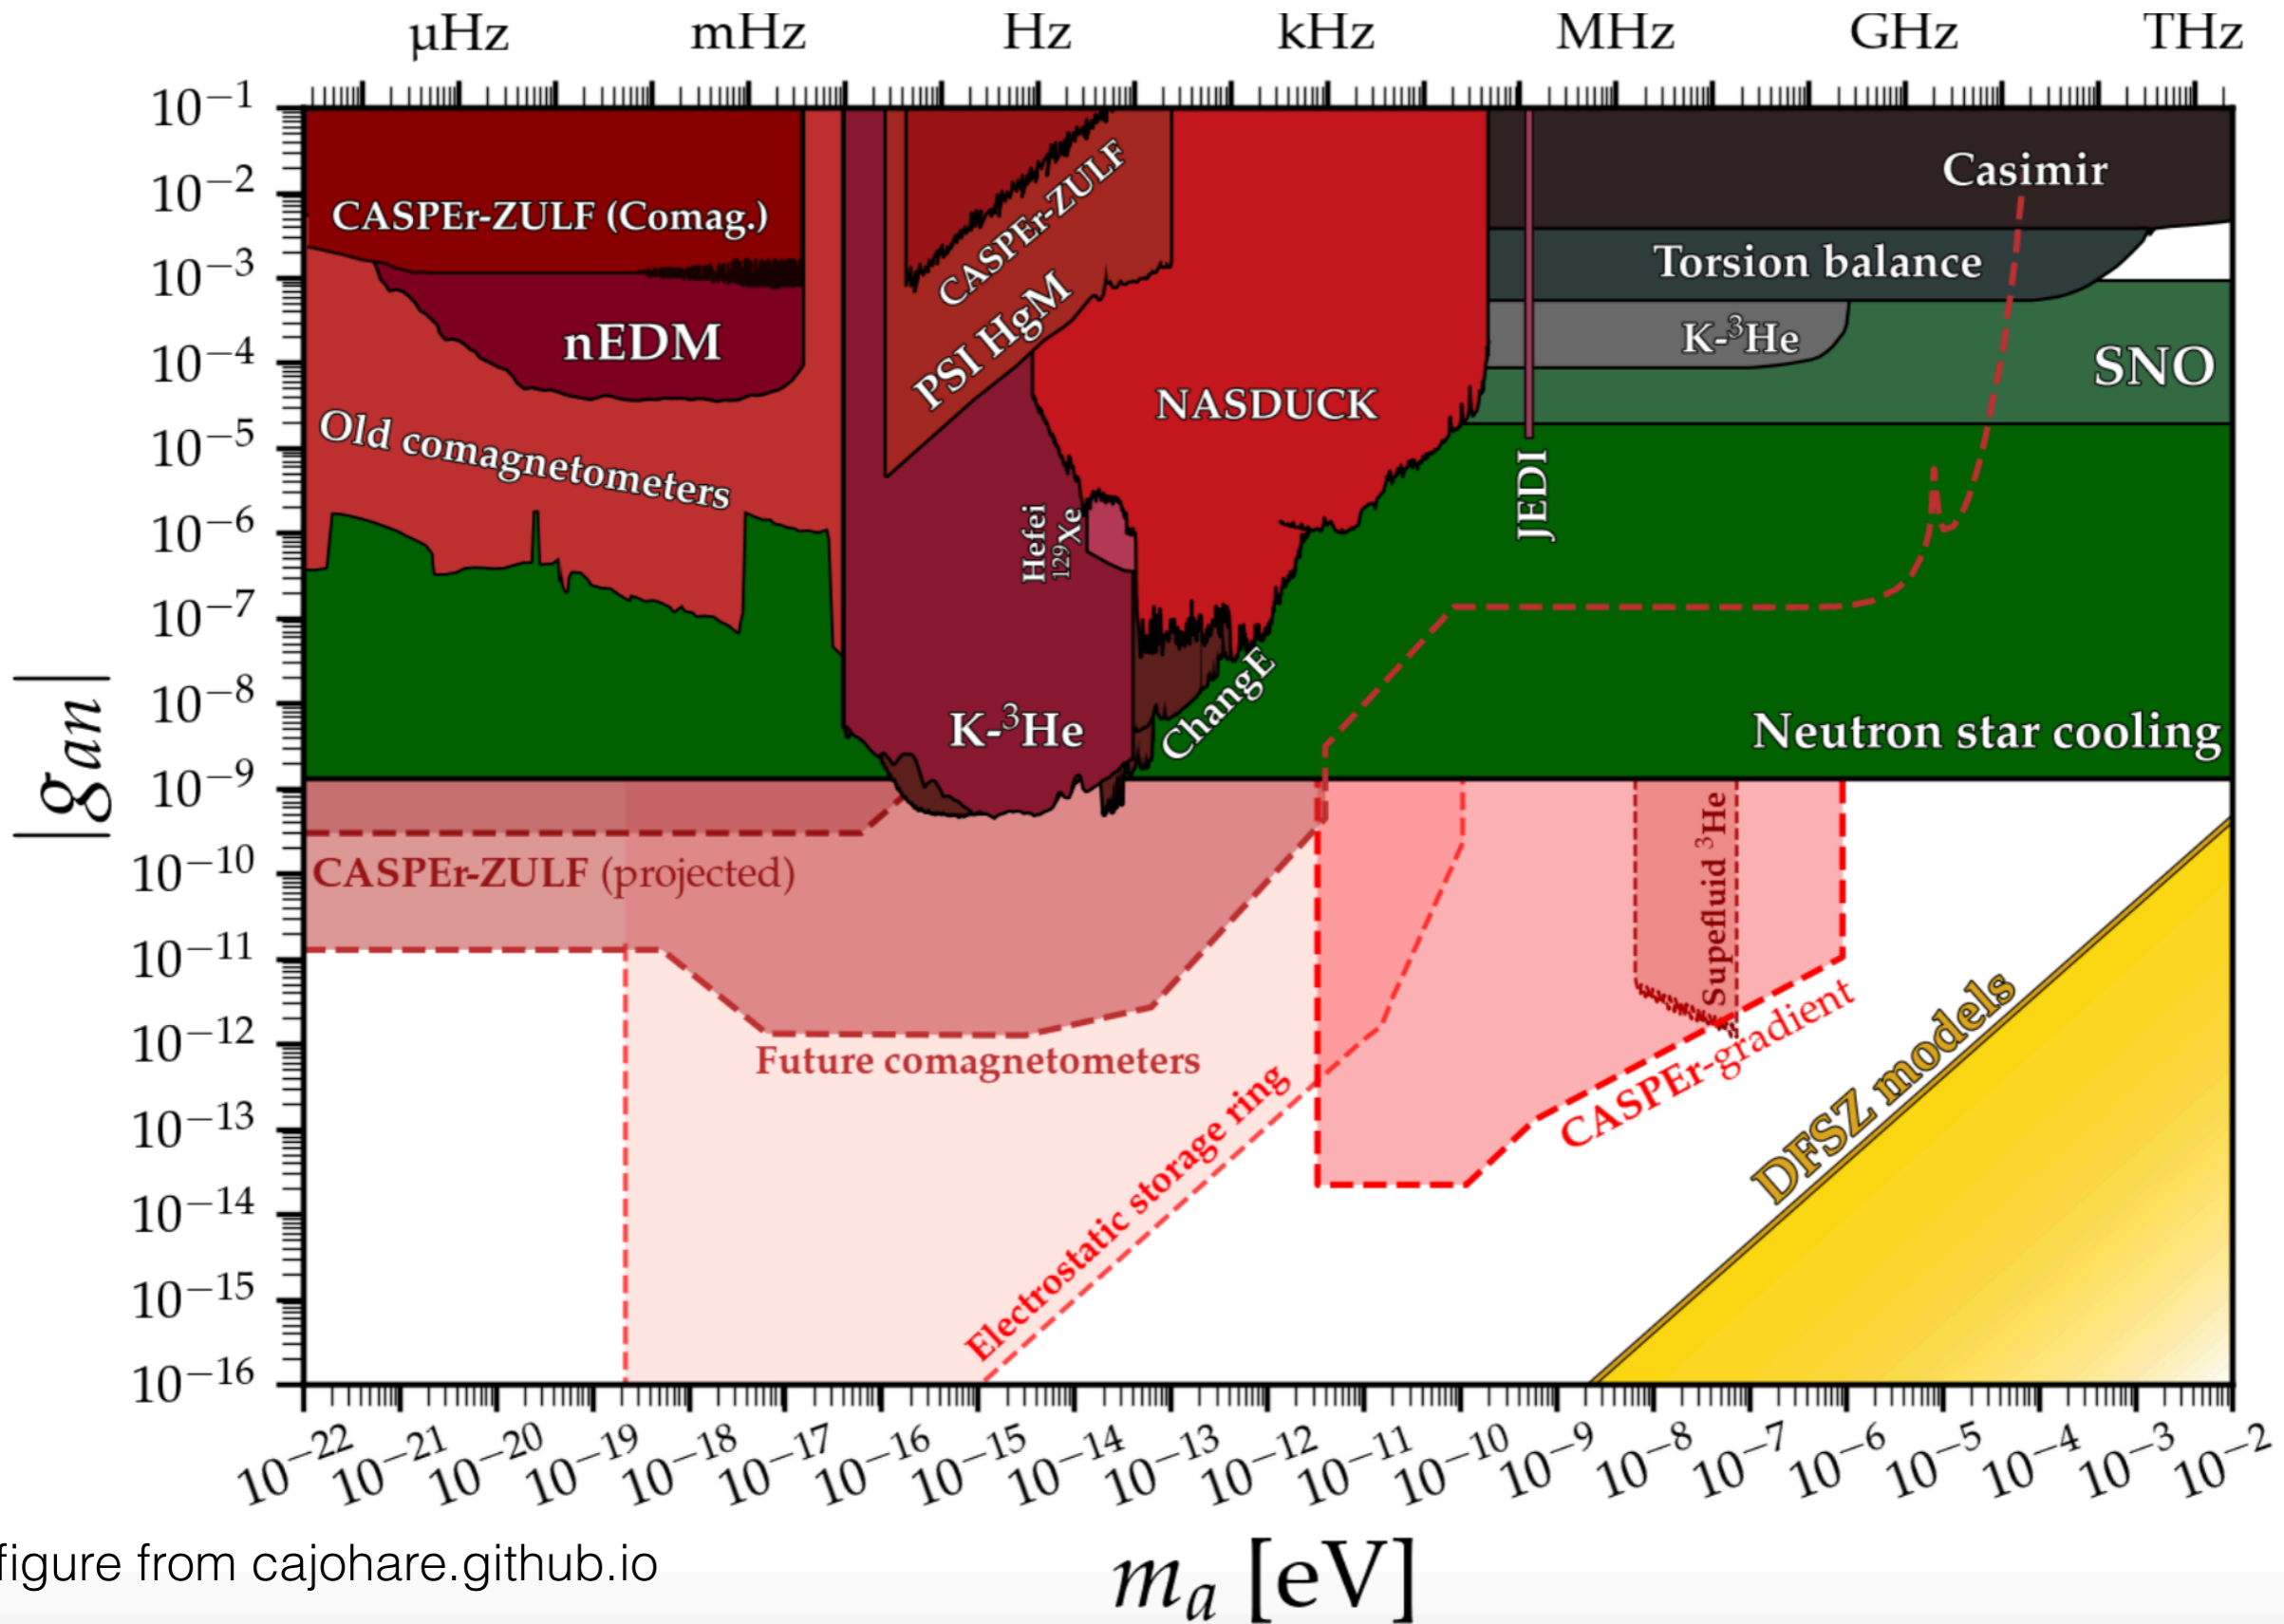 µHz mHz Hz kHz MHz GHz THz
10⁻¹
10⁻²
10⁻³
10⁻⁴
10⁻⁵
10⁻⁶
10⁻⁷
10⁻⁸
10⁻⁹
10⁻¹⁰
10⁻¹¹
10⁻¹²
10⁻¹³
10⁻¹⁴
10⁻¹⁵
10⁻¹⁶
|gₐₙ|
CASPEr-ZULF (Comag.)
nEDM
Old comagnetometers
CASPEr-ZULF
PSI HgM
NASDUCK
Hefei
¹²⁹Xe
K-³He
ChangE
JEDI
Casimir
Torsion balance
K-³He
SNO
Neutron star cooling
CASPEr-ZULF (projected)
Future comagnetometers
Electrostatic storage ring
Supefluid ³He
CASPEr-gradient
DFSZ models
10⁻²² 10⁻²¹ 10⁻²⁰ 10⁻¹⁹ 10⁻¹⁸ 10⁻¹⁷ 10⁻¹⁶ 10⁻¹⁵ 10⁻¹⁴ 10⁻¹³ 10⁻¹² 10⁻¹¹ 10⁻¹⁰ 10⁻⁹ 10⁻⁸ 10⁻⁷ 10⁻⁶ 10⁻⁵ 10⁻⁴ 10⁻³ 10⁻²
mₐ [eV]
figure from cajohare.github.io